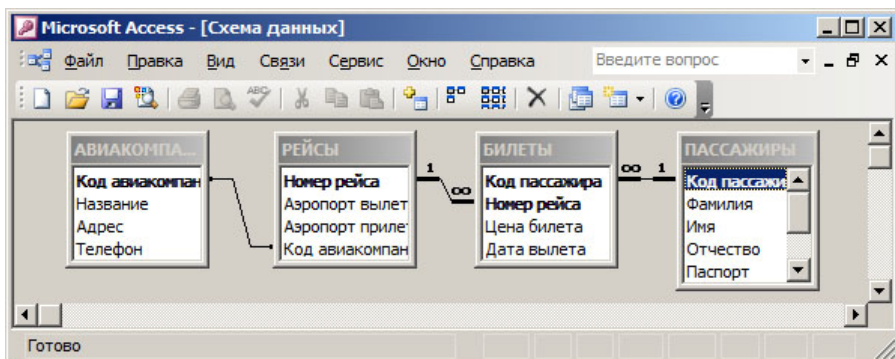 Microsoft Access - [Схема данных]
Файл Правка Вид Связи Сервис Окно Справка Введите вопрос
АВИАКОМПА...
Код авиакомпан
Название
Адрес
Телефон
РЕЙСЫ
Номер рейса
Аэропорт вылет
Аэропорт прилет
Код авиакомпан
1
∞
БИЛЕТЫ
Код пассажира
Номер рейса
Цена билета
Дата вылета
∞
1
ПАССАЖИРЫ
Код пассажи
Фамилия
Имя
Отчество
Паспорт
Готово